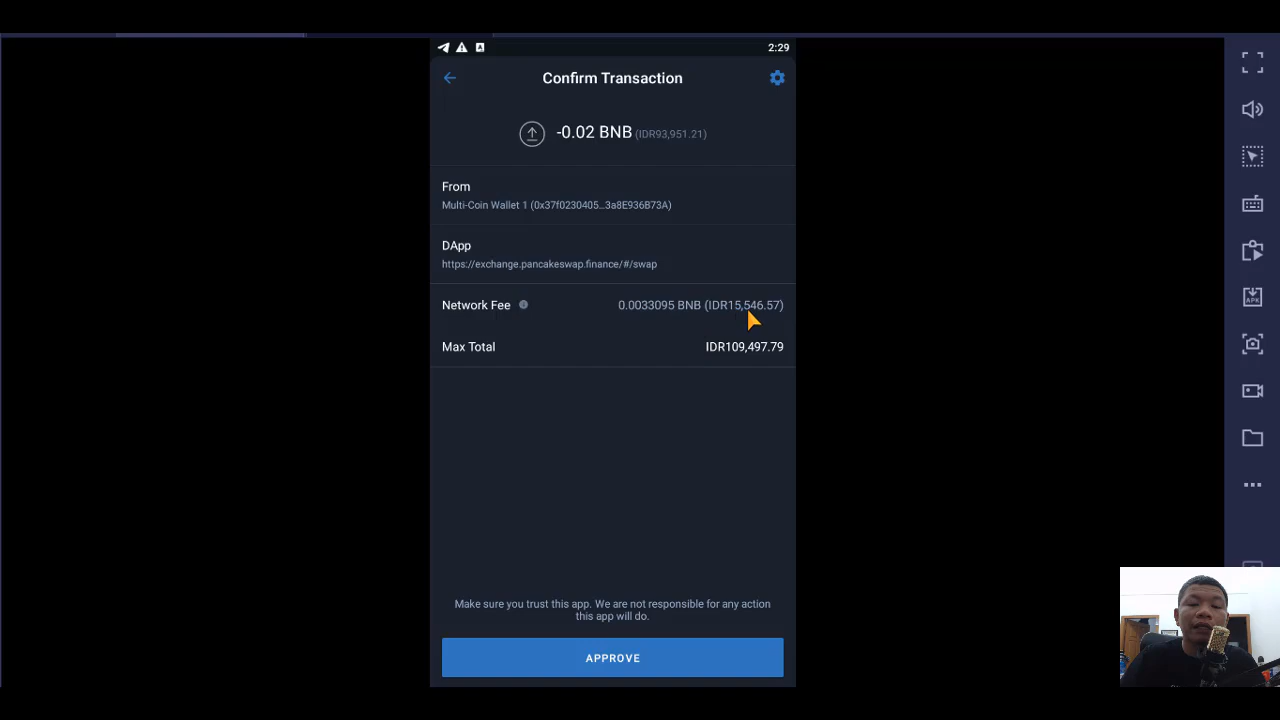 2:29
Confirm Transaction
-0.02 BNB (IDR93,951.21)
From
Multi-Coin Wallet 1 (0x37f0230405...3a8E936B73A)
DApp
https://exchange.pancakeswap.finance/#/swap
Network Fee 0.0033095 BNB (IDR15,546.57)
Max Total IDR109,497.79
Make sure you trust this app. We are not responsible for any action
this app will do.
APPROVE
APK